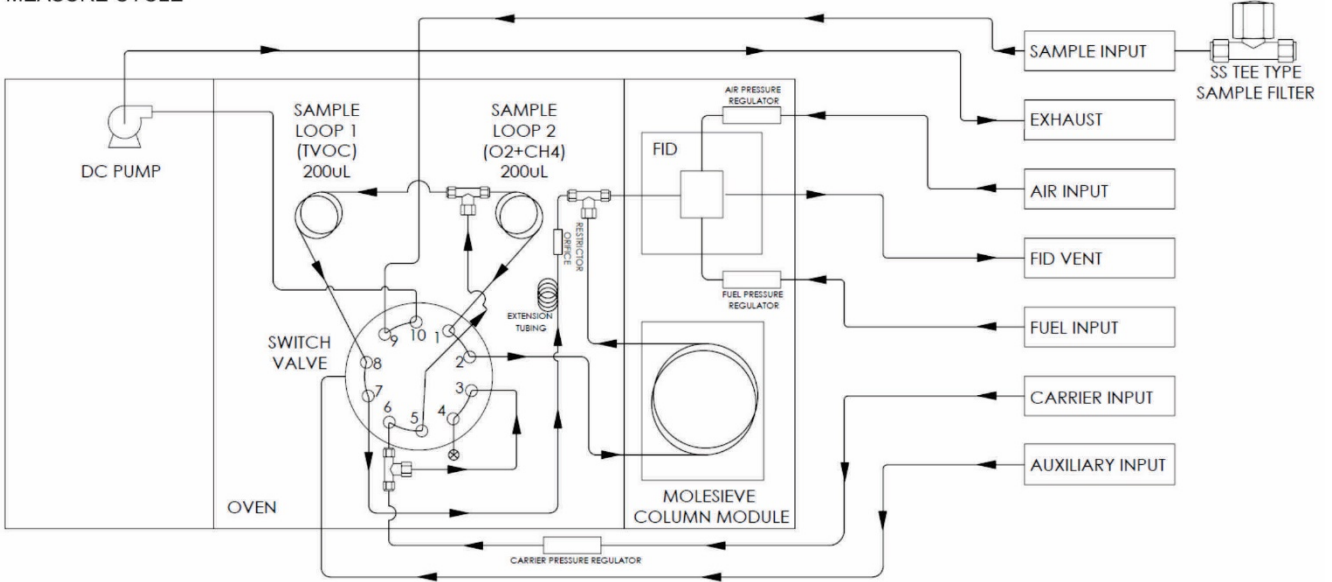 SAMPLE INPUT
SS TEE TYPE
SAMPLE FILTER
EXHAUST
AIR INPUT
FID VENT
FUEL INPUT
CARRIER INPUT
AUXILIARY INPUT
DC PUMP
SAMPLE
LOOP 1
(TVOC)
200uL
SAMPLE
LOOP 2
(O2+CH4)
200uL
AIR PRESSURE
REGULATOR
FID
RESTRICTOR
ORIFICE
EXTENSION
TUBING
FUEL PRESSURE
REGULATOR
SWITCH
VALVE
1
2
3
4
5
6
7
8
9
10
OVEN
MOLESIEVE
COLUMN MODULE
CARRIER PRESSURE REGULATOR